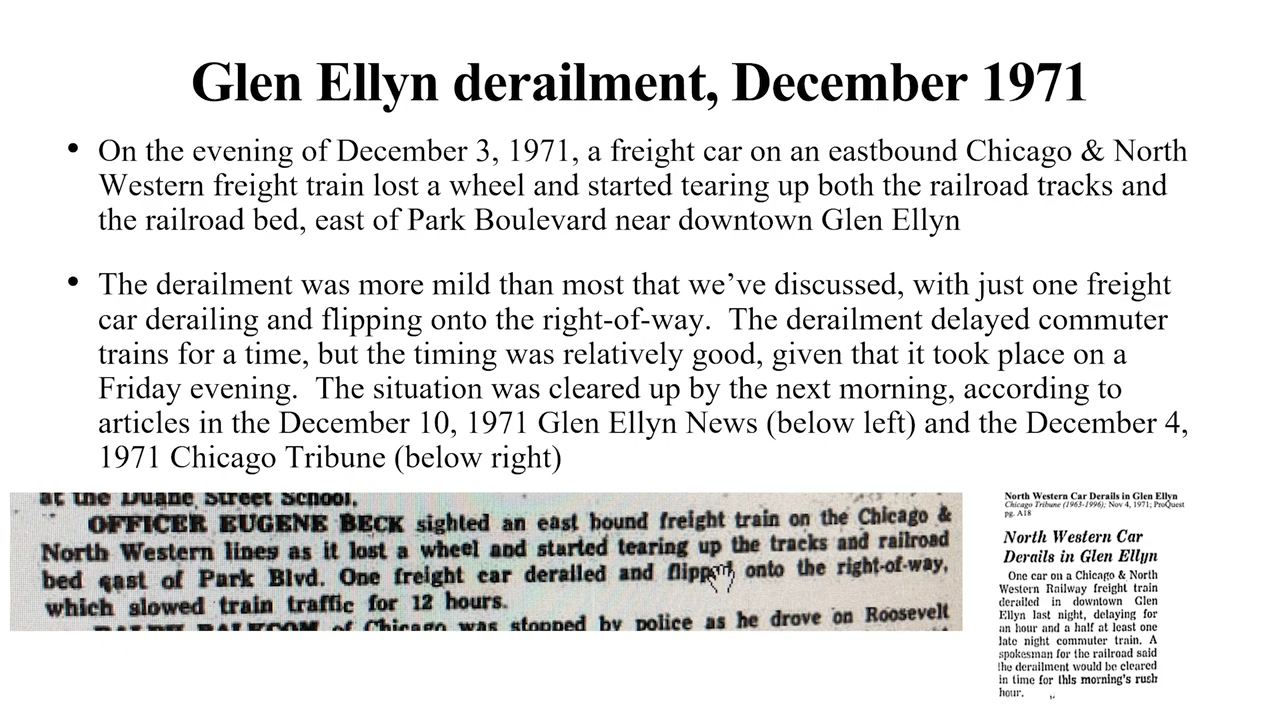 Glen Ellyn derailment, December 1971
• On the evening of December 3, 1971, a freight car on an eastbound Chicago & North
Western freight train lost a wheel and started tearing up both the railroad tracks and
the railroad bed, east of Park Boulevard near downtown Glen Ellyn
• The derailment was more mild than most that we’ve discussed, with just one freight
car derailing and flipping onto the right-of-way.  The derailment delayed commuter
trains for a time, but the timing was relatively good, given that it took place on a
Friday evening.  The situation was cleared up by the next morning, according to
articles in the December 10, 1971 Glen Ellyn News (below left) and the December 4,
1971 Chicago Tribune (below right)
at the Duane Street School.
OFFICER EUGENE BECK sighted an east bound freight train on the Chicago &
North Western lines as it lost a wheel and started tearing up the tracks and railroad
bed east of Park Blvd. One freight car derailed and onto the right-of-way,
which slowed train traffic for 12 hours.
of Chicago was stopped by police as he drove on Roosevelt
North Western Car Derails in Glen Ellyn
Chicago Tribune (1963-1996); Nov 4, 1971; ProQuest
pg. A18
North Western Car
Derails in Glen Ellyn
One car on a Chicago & North
Western Railway freight train
derailed in downtown Glen
Ellyn last night, delaying for
an hour and a half at least one
late night commuter train. A
spokesman for the railroad said
the derailment would be cleared
in time for this morning's rush
hour.